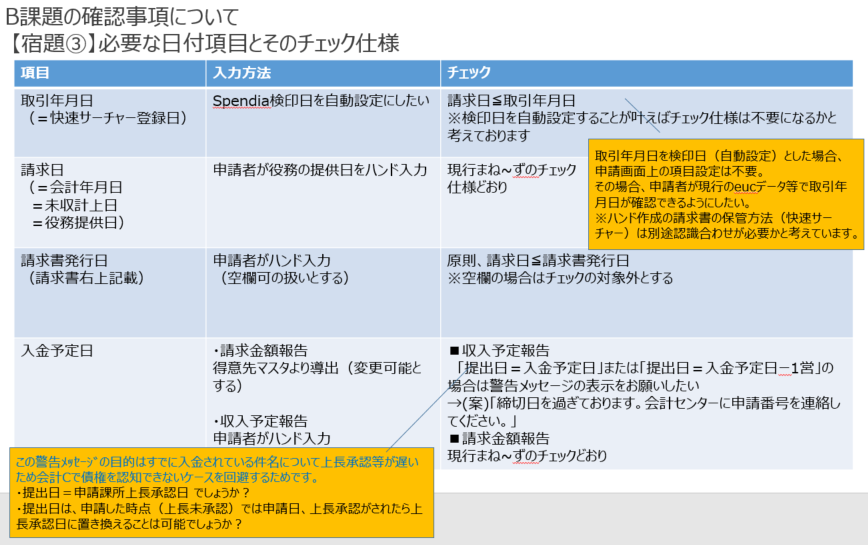 B課題の確認事項について
【宿題③】必要な日付項目とそのチェック仕様
項目
入力方法
チェック
取引年月日
（＝快速サーチャー登録日）
Spendia検印日を自動設定にしたい
請求日≦取引年月日
※検印日を自動設定することが叶えばチェック仕様は不要になるかと
考えております
取引年月日を検印日（自動設定）とした場合、
申請画面上の項目設定は不要。
その場合、申請者が現行のeucデータ等で取引年
月日が確認できるようにしたい。
※ハンド作成の請求書の保管方法（快速サー
チャー）は別途認識合わせが必要かと考えています。
請求日
（＝会計年月日
＝未収計上日
＝役務提供日）
申請者が役務の提供日をハンド入力
現行まね～ずのチェック
仕様どおり
請求書発行日
（請求書右上記載）
申請者がハンド入力
（空欄可の扱いとする）
原則、請求日≦請求書発行日
※空欄の場合はチェックの対象外とする
入金予定日
・請求金額報告
得意先マスタより導出（変更可能と
する）
・収入予定報告
申請者がハンド入力
■収入予定報告
「提出日＝入金予定日」または「提出日＝入金予定日－1営」の
場合は警告メッセージの表示をお願いしたい
→(案)「締切日を過ぎております。会計センターに申請番号を連絡し
てください。」
■請求金額報告
現行まね～ずのチェックどおり
この警告ﾒｯｾｰｼﾞの目的はすでに入金されている件名について上長承認等が遅い
ため会計Cで債権を認知できないケースを回避するためです。
・提出日＝申請課所上長承認日 でしょうか？
・提出日は、申請した時点（上長未承認）では申請日、上長承認がされたら上
長承認日に置き換えることは可能でしょうか？